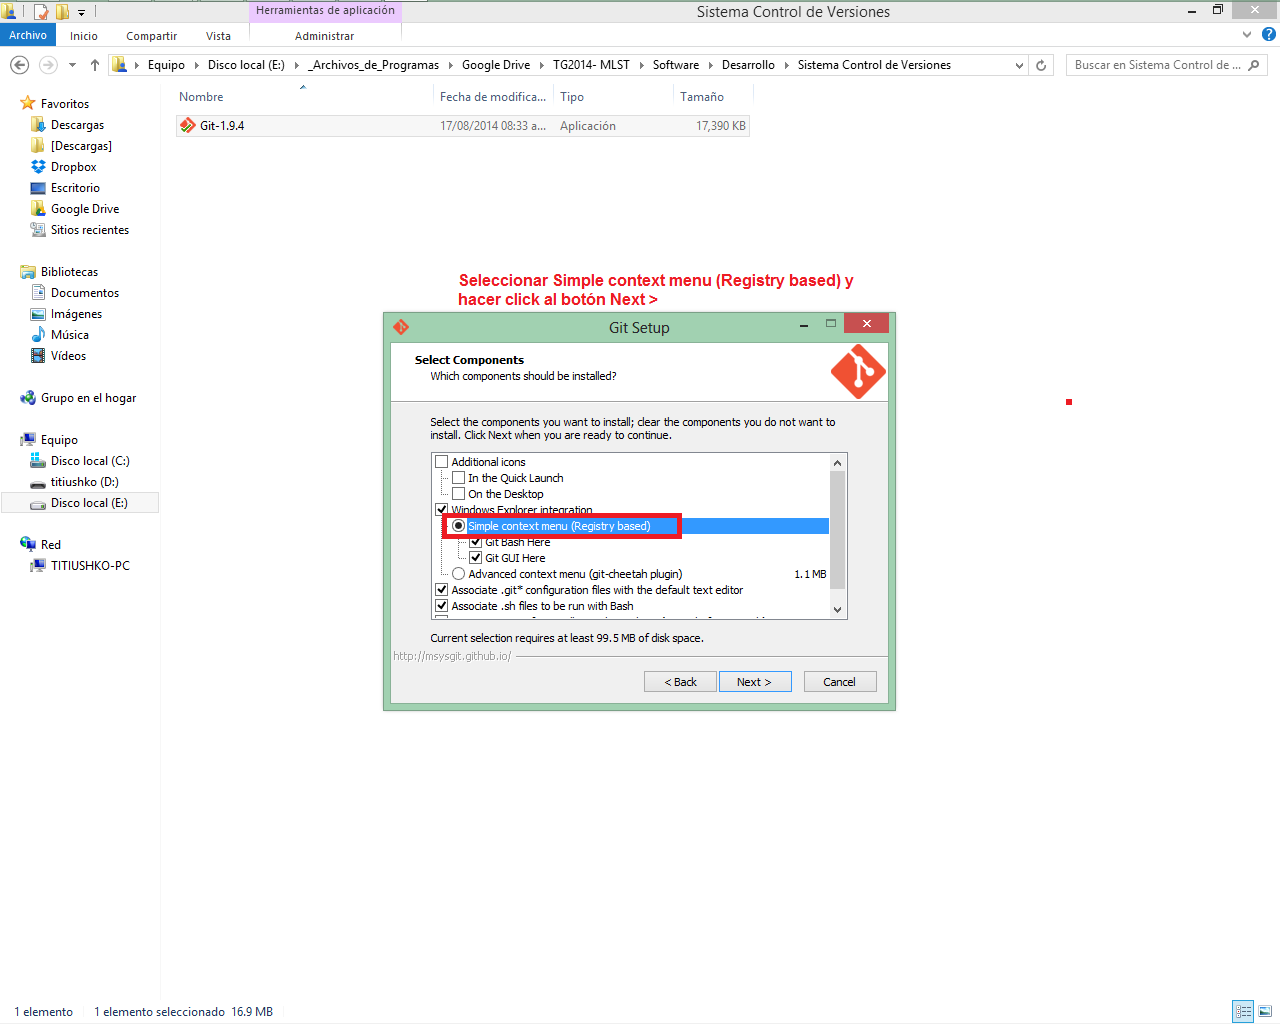 Herramientas de aplicación
Sistema Control de Versiones
Archivo
Inicio
Compartir
Vista
Administrar
Equipo
Disco local (E:)
_Archivos_de_Programas
Google Drive
TG2014- MLST
Software
Desarrollo
Sistema Control de Versiones
Buscar en Sistema Control de ...
Nombre
Fecha de modifica...
Tipo
Tamaño
Git-1.9.4
17/08/2014 08:33 a...
Aplicación
17,390 KB
Favoritos
Descargas
[Descargas]
Dropbox
Escritorio
Google Drive
Sitios recientes
Bibliotecas
Documentos
Imágenes
Música
Vídeos
Grupo en el hogar
Equipo
Disco local (C:)
titiushko (D:)
Disco local (E:)
Red
TITIUSHKO-PC
Seleccionar Simple context menu (Registry based) y
hacer click al botón Next >
Git Setup
Select Components
Which components should be installed?
Select the components you want to install; clear the components you do not want to
install. Click Next when you are ready to continue.
Additional icons
In the Quick Launch
On the Desktop
Windows Explorer integration
Simple context menu (Registry based)
Git Bash Here
Git GUI Here
Advanced context menu (git-cheetah plugin)
1.1 MB
Associate .git* configuration files with the default text editor
Associate .sh files to be run with Bash
Current selection requires at least 99.5 MB of disk space.
http://msysgit.github.io/
< Back
Next >
Cancel
1 elemento
1 elemento seleccionado 16.9 MB